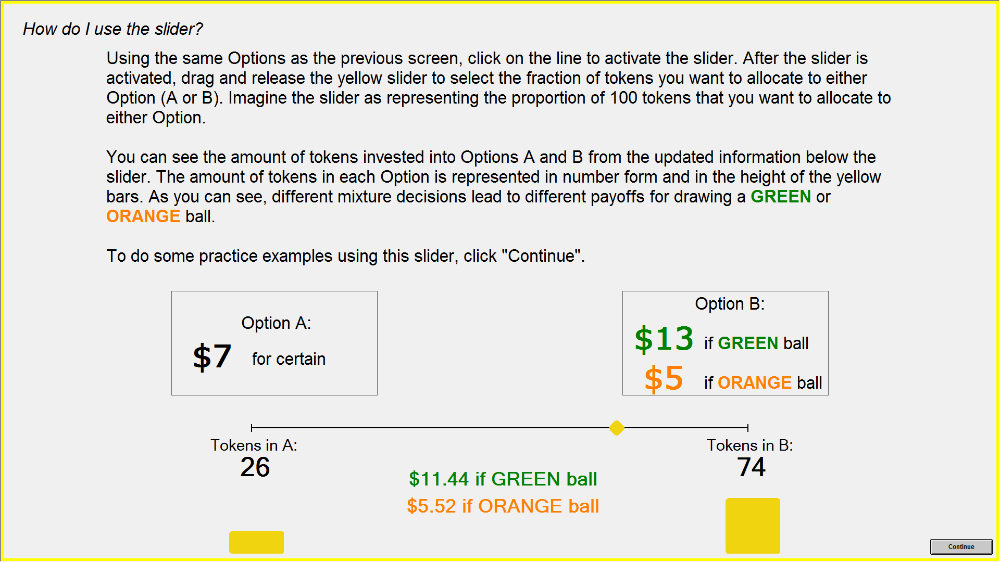 How do I use the slider?
Using the same Options as the previous screen, click on the line to activate the slider. After the slider is
activated, drag and release the yellow slider to select the fraction of tokens you want to allocate to either
Option (A or B). Imagine the slider as representing the proportion of 100 tokens that you want to allocate to
either Option.
You can see the amount of tokens invested into Options A and B from the updated information below the
slider. The amount of tokens in each Option is represented in number form and in the height of the yellow
bars. As you can see, different mixture decisions lead to different payoffs for drawing a GREEN or
ORANGE ball.
To do some practice examples using this slider, click "Continue".
Option A:
$7 for certain
Option B:
$13 if GREEN ball
$5 if ORANGE ball
Tokens in A:
26
Tokens in B:
74
$11.44 if GREEN ball
$5.52 if ORANGE ball
Continue